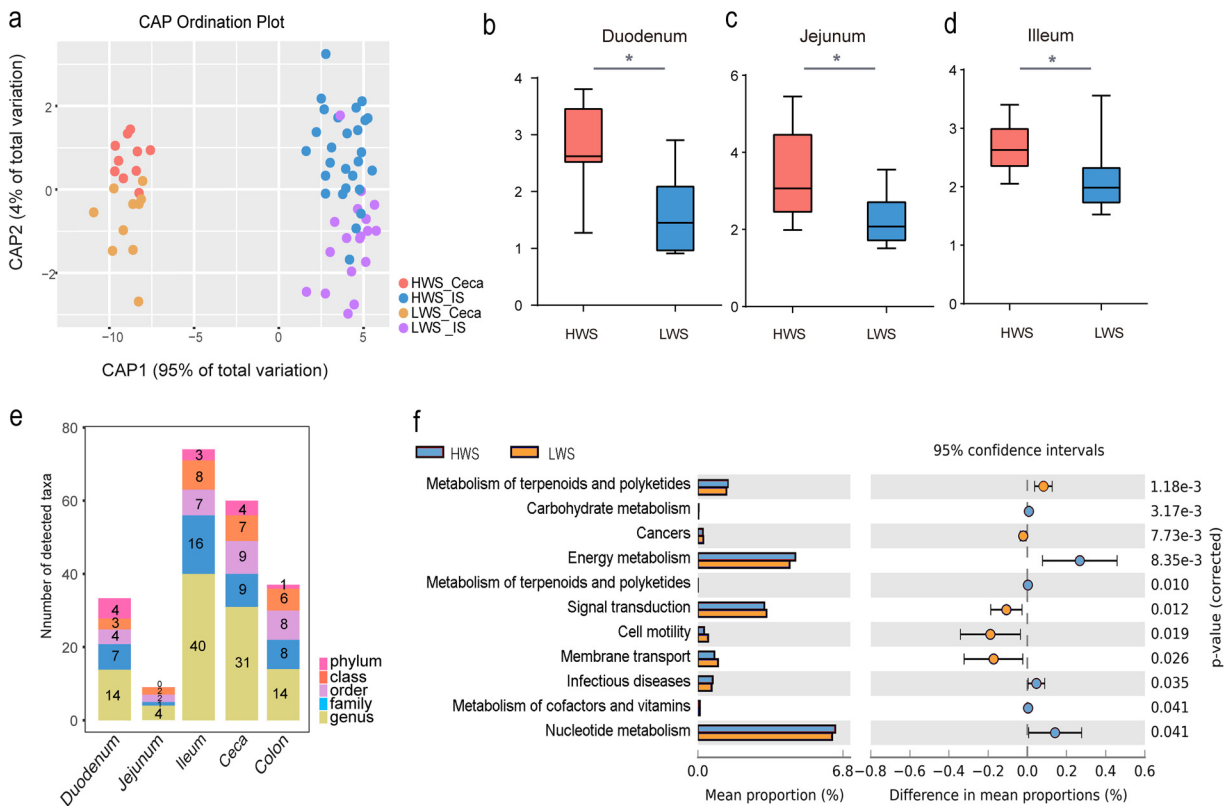 a
CAP Ordination Plot
CAP2 (4% of total variation)
2
0
−2
−10
−5
0
5
CAP1 (95% of total variation)
HWS_Ceca
HWS_IS
LWS_Ceca
LWS_IS
b
Duodenum
*
4
3
2
1
0
HWS
LWS
c
Jejunum
*
6
4
2
0
HWS
LWS
d
Illeum
*
4
3
2
1
0
HWS
LWS
e
Nnumber of detected taxa
80
60
40
20
0
4
3
4
7
14
0
2
2
1
4
3
8
7
16
40
4
7
9
9
31
1
6
8
8
14
Duodenum
Jejunum
Ileum
Ceca
Colon
phylum
class
order
family
genus
f
HWS
LWS
95% confidence intervals
Metabolism of terpenoids and polyketides 1.18e-3
Carbohydrate metabolism 3.17e-3
Cancers 7.73e-3
Energy metabolism 8.35e-3
Metabolism of terpenoids and polyketides 0.010
Signal transduction 0.012
Cell motility 0.019
Membrane transport 0.026
Infectious diseases 0.035
Metabolism of cofactors and vitamins 0.041
Nucleotide metabolism 0.041
p-value (corrected)
0.0 6.8
Mean proportion (%)
−0.8 −0.6 −0.4 −0.2 0.0 0.2 0.4 0.6
Difference in mean proportions (%)